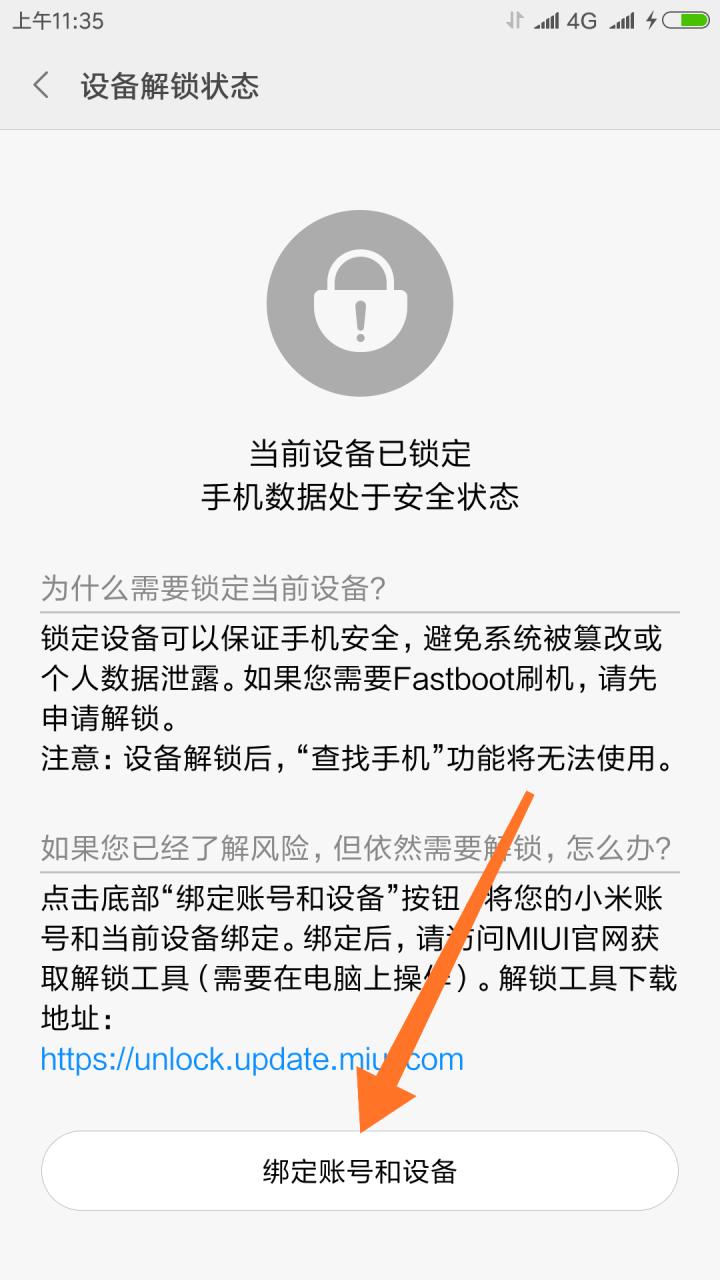 上午11:35
4G
设备解锁状态
当前设备已锁定
手机数据处于安全状态
为什么需要锁定当前设备？
锁定设备可以保证手机安全，避免系统被篡改或
个人数据泄露。如果您需要Fastboot刷机，请先
申请解锁。
注意：设备解锁后，“查找手机”功能将无法使用。
如果您已经了解风险，但依然需要解锁，怎么办？
点击底部“绑定账号和设备”按钮，将您的小米账
号和当前设备绑定。绑定后，请访问MIUI官网获
取解锁工具（需要在电脑上操作）。解锁工具下载
地址：
https://unlock.update.miui.com
绑定账号和设备